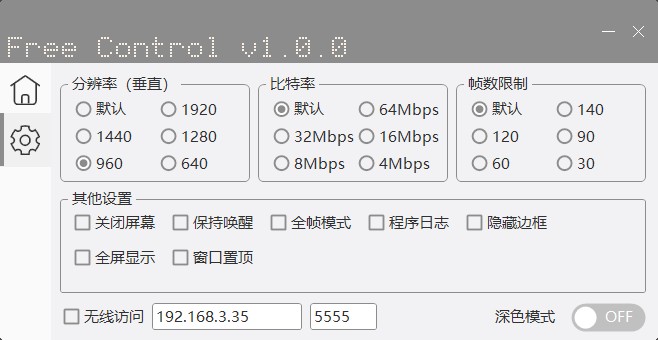 Free Control v1.0.0
分辨率（垂直） 比特率 帧数限制
默认 1920 默认 64Mbps 默认 140
1440 1280 32Mbps 16Mbps 120 90
960 640 8Mbps 4Mbps 60 30
其他设置
关闭屏幕 保持唤醒 全帧模式 程序日志 隐藏边框
全屏显示 窗口置顶
无线访问 192.168.3.35 5555 深色模式 OFF